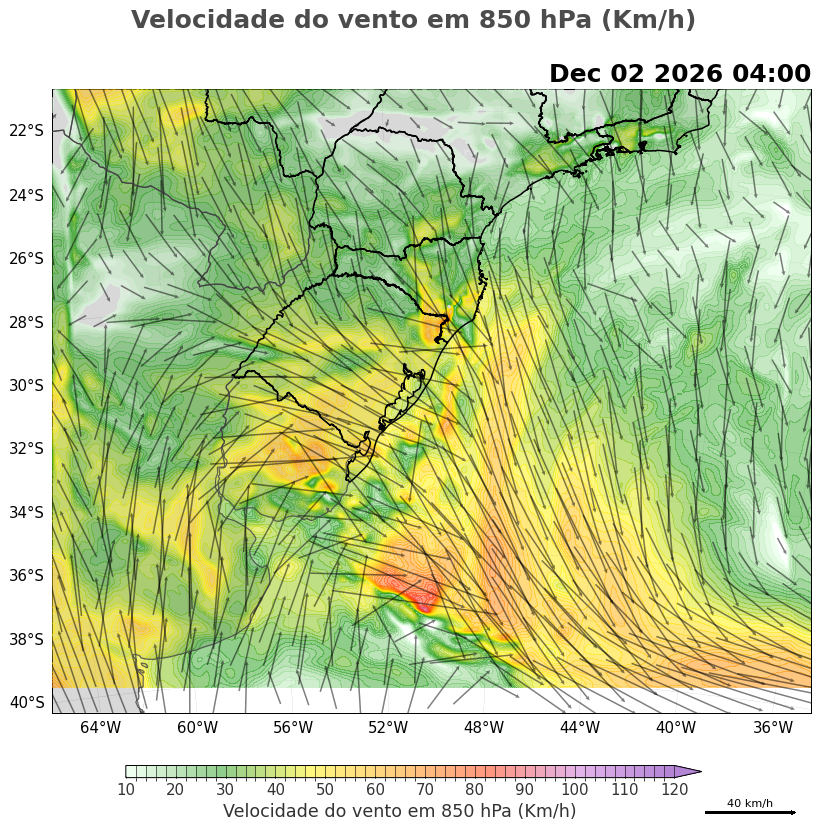 Velocidade do vento em 850 hPa (Km/h)
Dec 02 2026 04:00
22°S
24°S
26°S
28°S
30°S
32°S
34°S
36°S
38°S
40°S
64°W 60°W 56°W 52°W 48°W 44°W 40°W 36°W
10 20 30 40 50 60 70 80 90 100 110 120
Velocidade do vento em 850 hPa (Km/h)
40 km/h